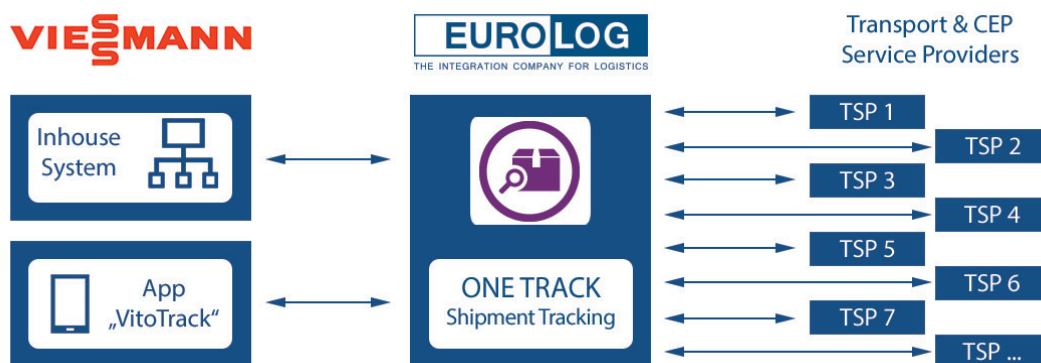 VIESSMANN
EUROLOG
THE INTEGRATION COMPANY FOR LOGISTICS
Transport & CEP
Service Providers
Inhouse
System
App
„VitoTrack“
ONE TRACK
Shipment Tracking
TSP 1
TSP 2
TSP 3
TSP 4
TSP 5
TSP 6
TSP 7
TSP ...